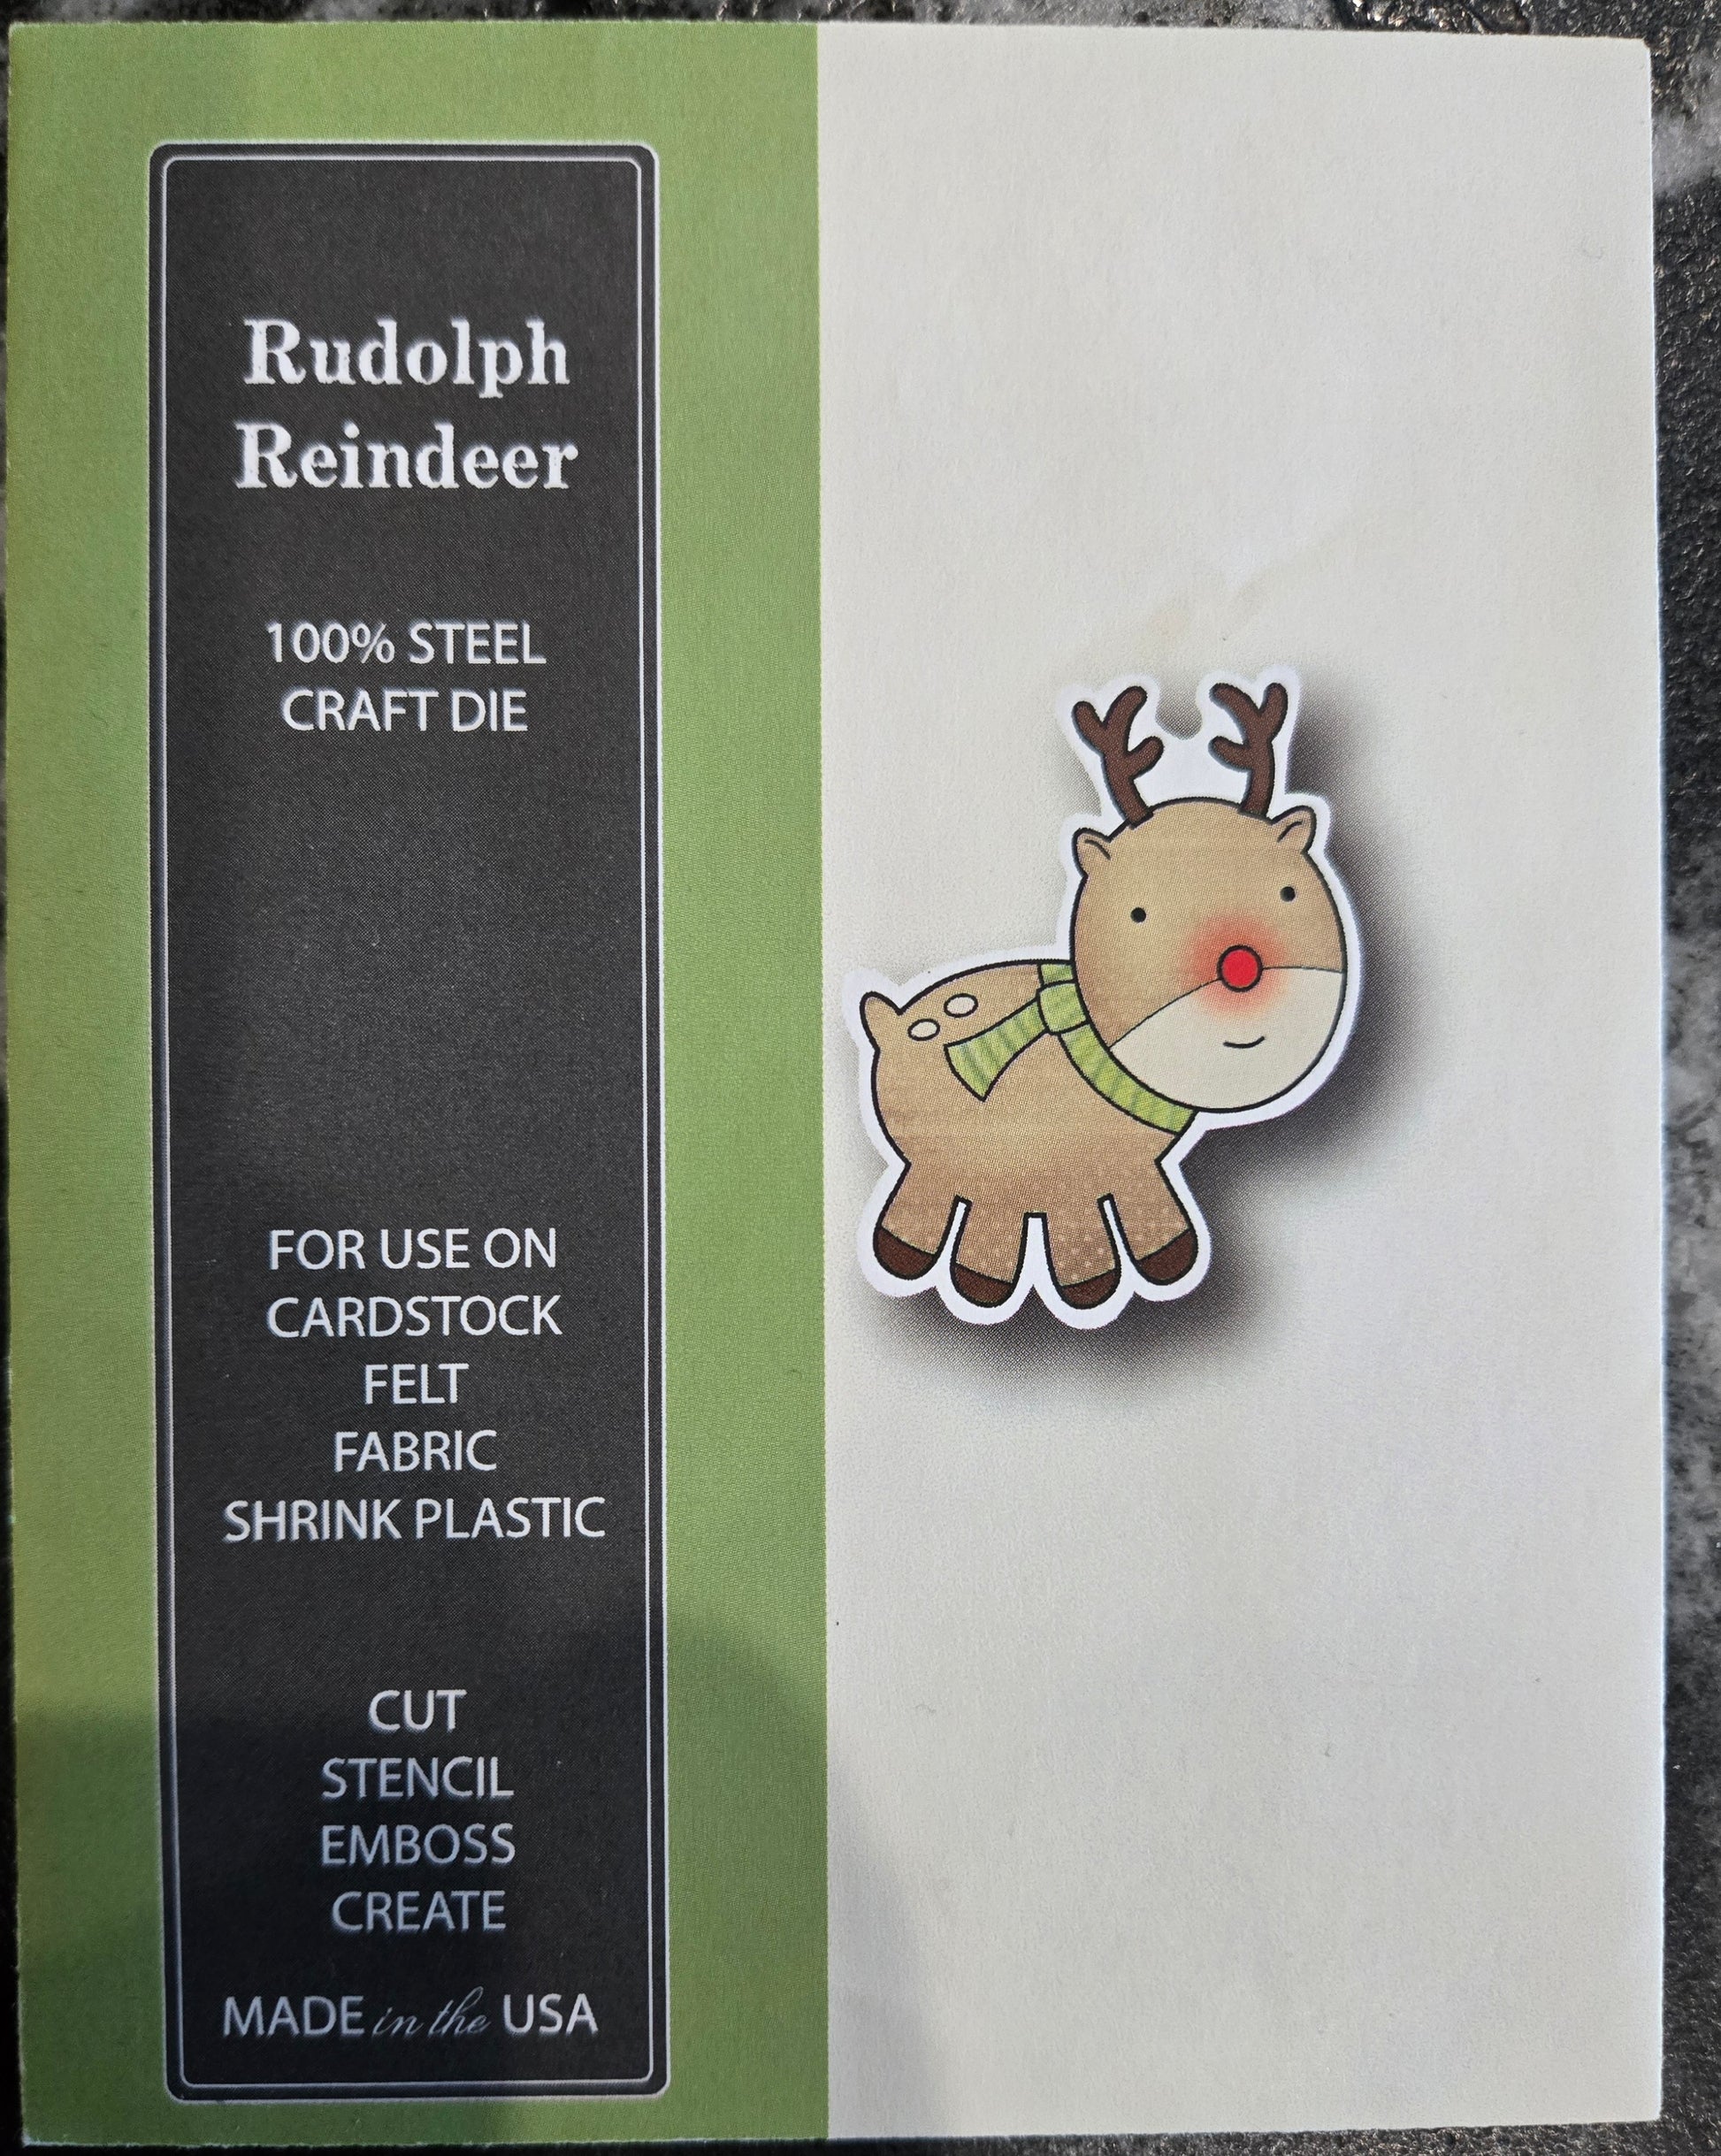 Rudolph
Reindeer
100% STEEL
CRAFT DIE
FOR USE ON
CARDSTOCK
FELT
FABRIC
SHRINK PLASTIC
CUT
STENCIL
EMBOSS
CREATE
MADE in the USA